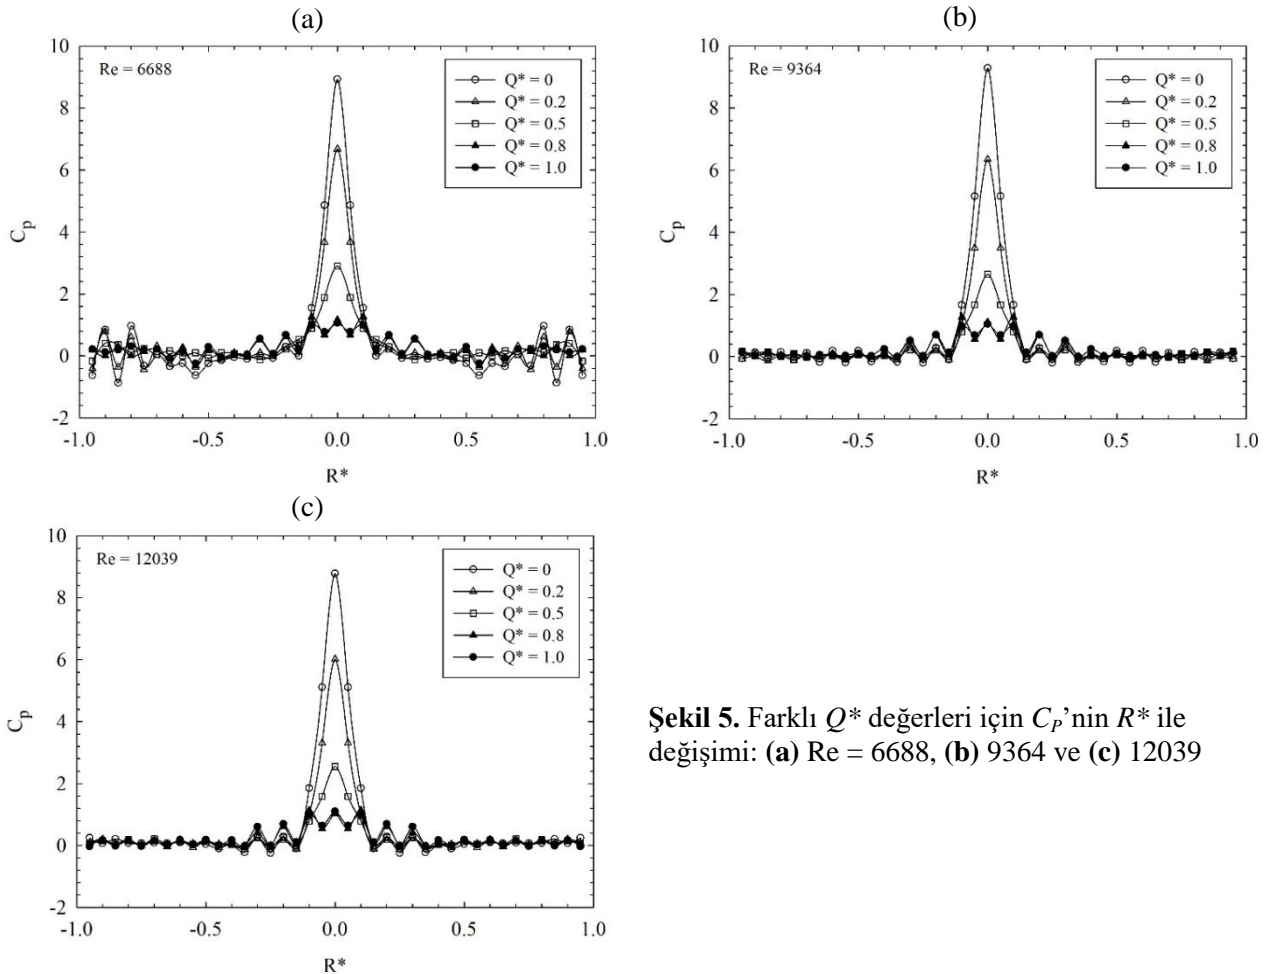 (a)
10
8
6
4
2
0
-2
Cp
Re = 6688
Q* = 0
Q* = 0.2
Q* = 0.5
Q* = 0.8
Q* = 1.0
-1.0 -0.5 0.0 0.5 1.0
R*
(b)
10
8
6
4
2
0
-2
Cp
Re = 9364
Q* = 0
Q* = 0.2
Q* = 0.5
Q* = 0.8
Q* = 1.0
-1.0 -0.5 0.0 0.5 1.0
R*
(c)
10
8
6
4
2
0
-2
Cp
Re = 12039
Q* = 0
Q* = 0.2
Q* = 0.5
Q* = 0.8
Q* = 1.0
-1.0 -0.5 0.0 0.5 1.0
R*
Şekil 5. Farklı Q* değerleri için CP’nin R* ile
değişimi: (a) Re = 6688, (b) 9364 ve (c) 12039